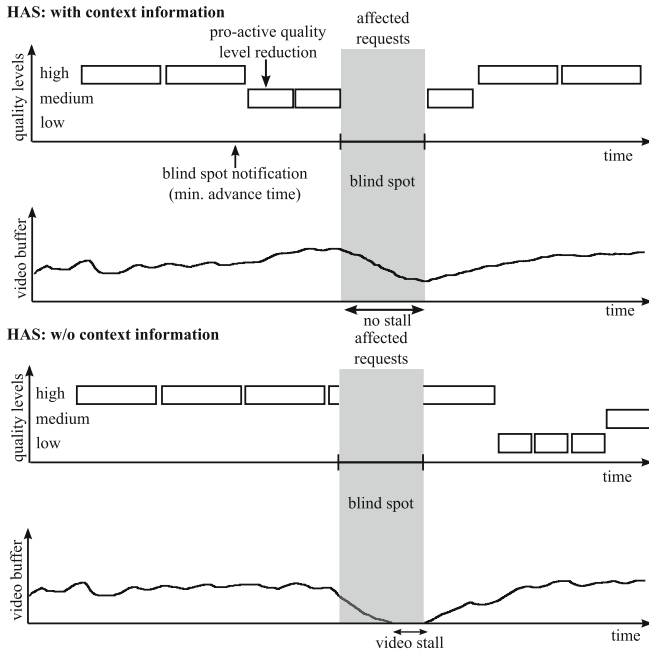 HAS: with context information
affected
requests
pro-active quality
level reduction
quality levels
high
medium
low
time
blind spot notification
(min. advance time)
blind spot
video buffer
time
no stall
HAS: w/o context information
affected
requests
quality levels
high
medium
low
time
blind spot
video buffer
time
video stall